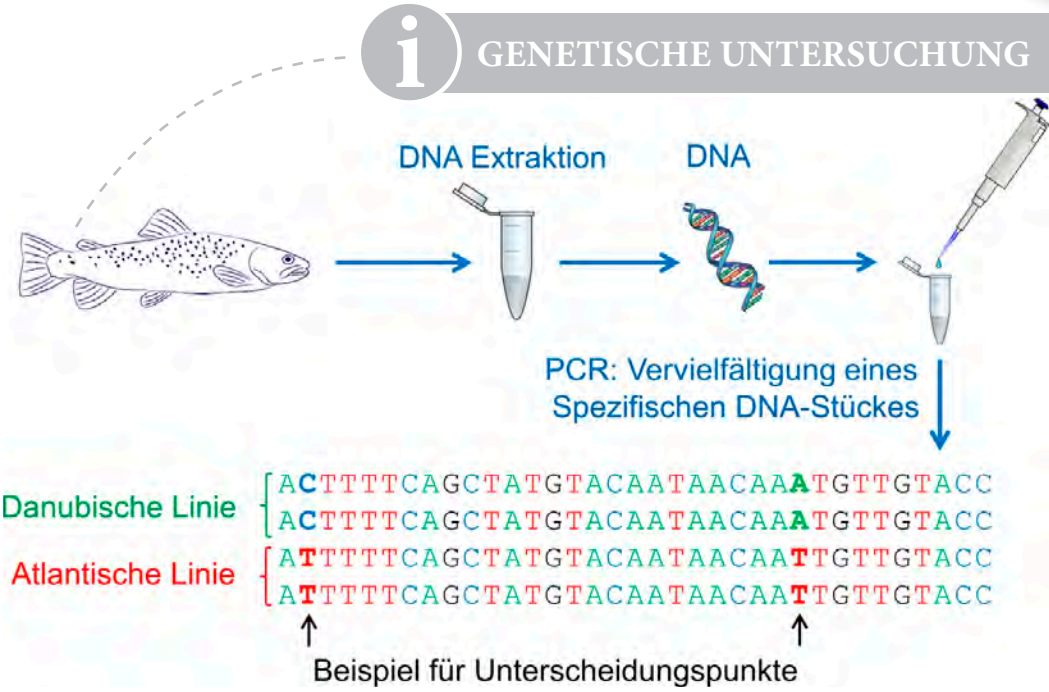 i GENETISCHE UNTERSUCHUNG
DNA Extraktion
DNA
PCR: Vervielfältigung eines
Spezifischen DNA-Stückes
Danubische Linie
ACTTTTCAGCTATGTACAATAACAAATGTTGTACC
ACTTTTCAGCTATGTACAATAACAAATGTTGTACC
Atlantische Linie
ATTTTTCAGCTATGTACAATAACAATTGTTGTACC
ATTTTTCAGCTATGTACAATAACAATTGTTGTACC
Beispiel für Unterscheidungspunkte